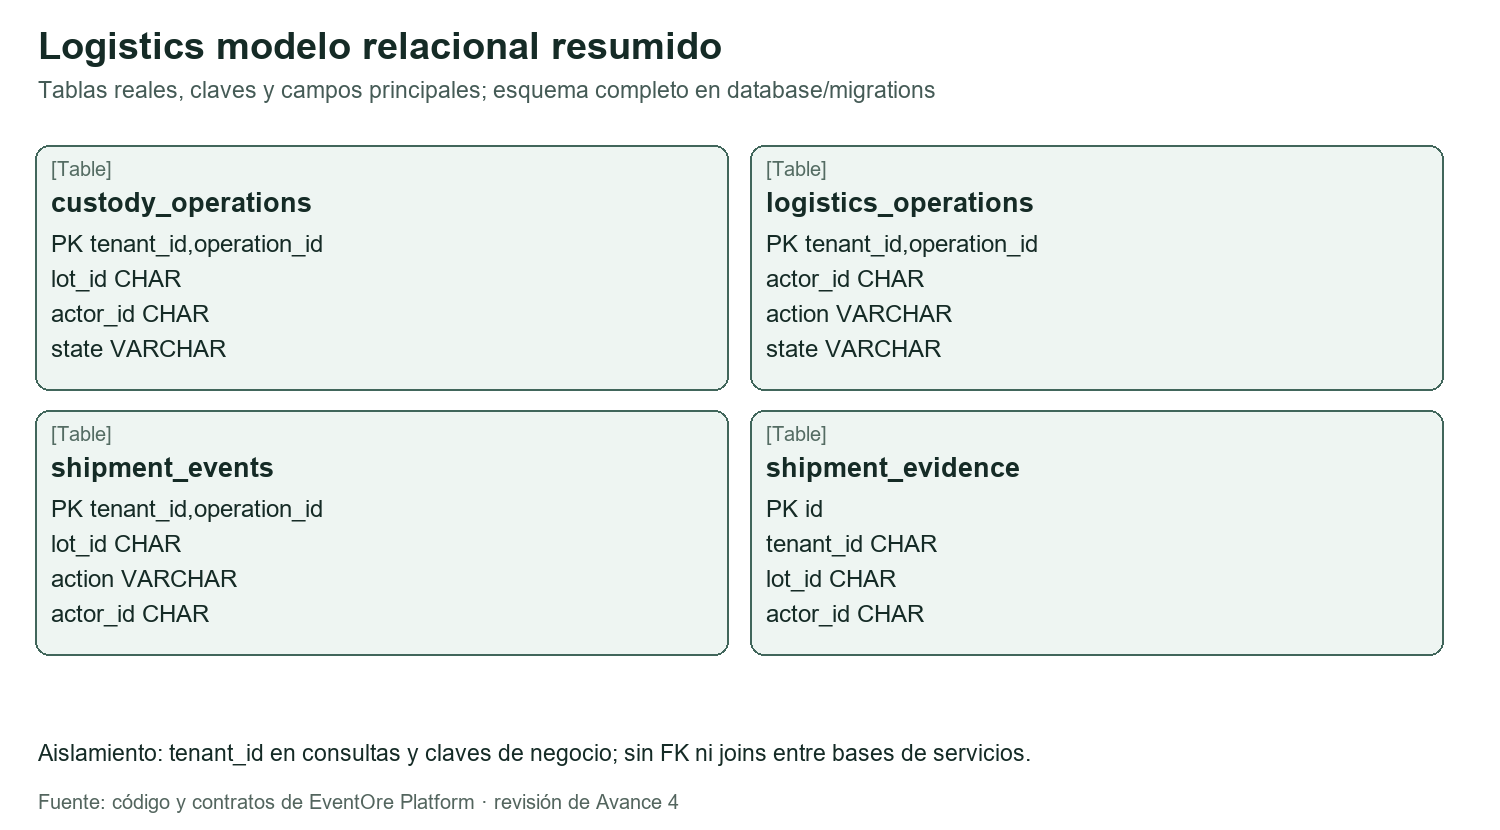 Logistics modelo relacional resumido
Tablas reales, claves y campos principales; esquema completo en database/migrations
[Table]
custody_operations
PK tenant_id,operation_id
lot_id CHAR
actor_id CHAR
state VARCHAR
[Table]
logistics_operations
PK tenant_id,operation_id
actor_id CHAR
action VARCHAR
state VARCHAR
[Table]
shipment_events
PK tenant_id,operation_id
lot_id CHAR
action VARCHAR
actor_id CHAR
[Table]
shipment_evidence
PK id
tenant_id CHAR
lot_id CHAR
actor_id CHAR
Aislamiento: tenant_id en consultas y claves de negocio; sin FK ni joins entre bases de servicios.
Fuente: código y contratos de EventOre Platform · revisión de Avance 4